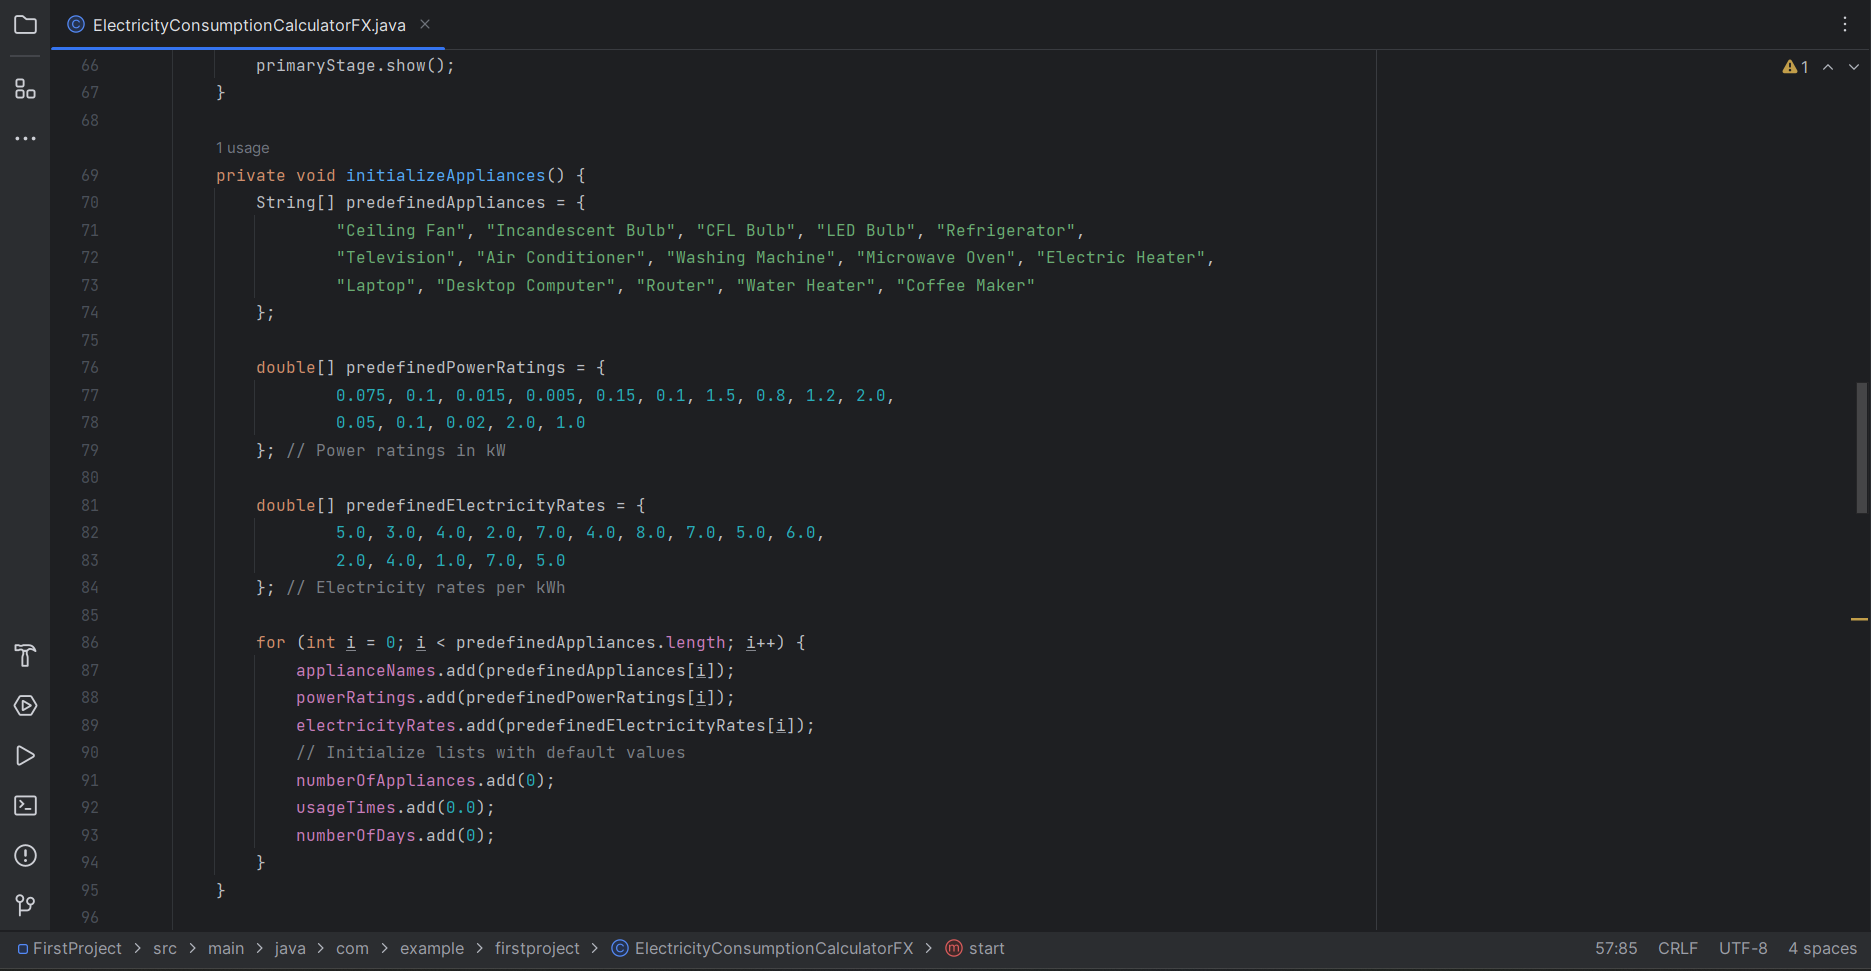 ElectricityConsumptionCalculatorFX.java
1
66 primaryStage.show();
67 }
68
1 usage
69 private void initializeAppliances() {
70 String[] predefinedAppliances = {
71 "Ceiling Fan", "Incandescent Bulb", "CFL Bulb", "LED Bulb", "Refrigerator",
72 "Television", "Air Conditioner", "Washing Machine", "Microwave Oven", "Electric Heater",
73 "Laptop", "Desktop Computer", "Router", "Water Heater", "Coffee Maker"
74 };
75
76 double[] predefinedPowerRatings = {
77 0.075, 0.1, 0.015, 0.005, 0.15, 0.1, 1.5, 0.8, 1.2, 2.0,
78 0.05, 0.1, 0.02, 2.0, 1.0
79 }; // Power ratings in kW
80
81 double[] predefinedElectricityRates = {
82 5.0, 3.0, 4.0, 2.0, 7.0, 4.0, 8.0, 7.0, 5.0, 6.0,
83 2.0, 4.0, 1.0, 7.0, 5.0
84 }; // Electricity rates per kWh
85
86 for (int i = 0; i < predefinedAppliances.length; i++) {
87 applianceNames.add(predefinedAppliances[i]);
88 powerRatings.add(predefinedPowerRatings[i]);
89 electricityRates.add(predefinedElectricityRates[i]);
90 // Initialize lists with default values
91 numberOfAppliances.add(0);
92 usageTimes.add(0.0);
93 numberOfDays.add(0);
94 }
95 }
96
FirstProject > src > main > java > com > example > firstproject > ElectricityConsumptionCalculatorFX > start 57:85 CRLF UTF-8 4 spaces